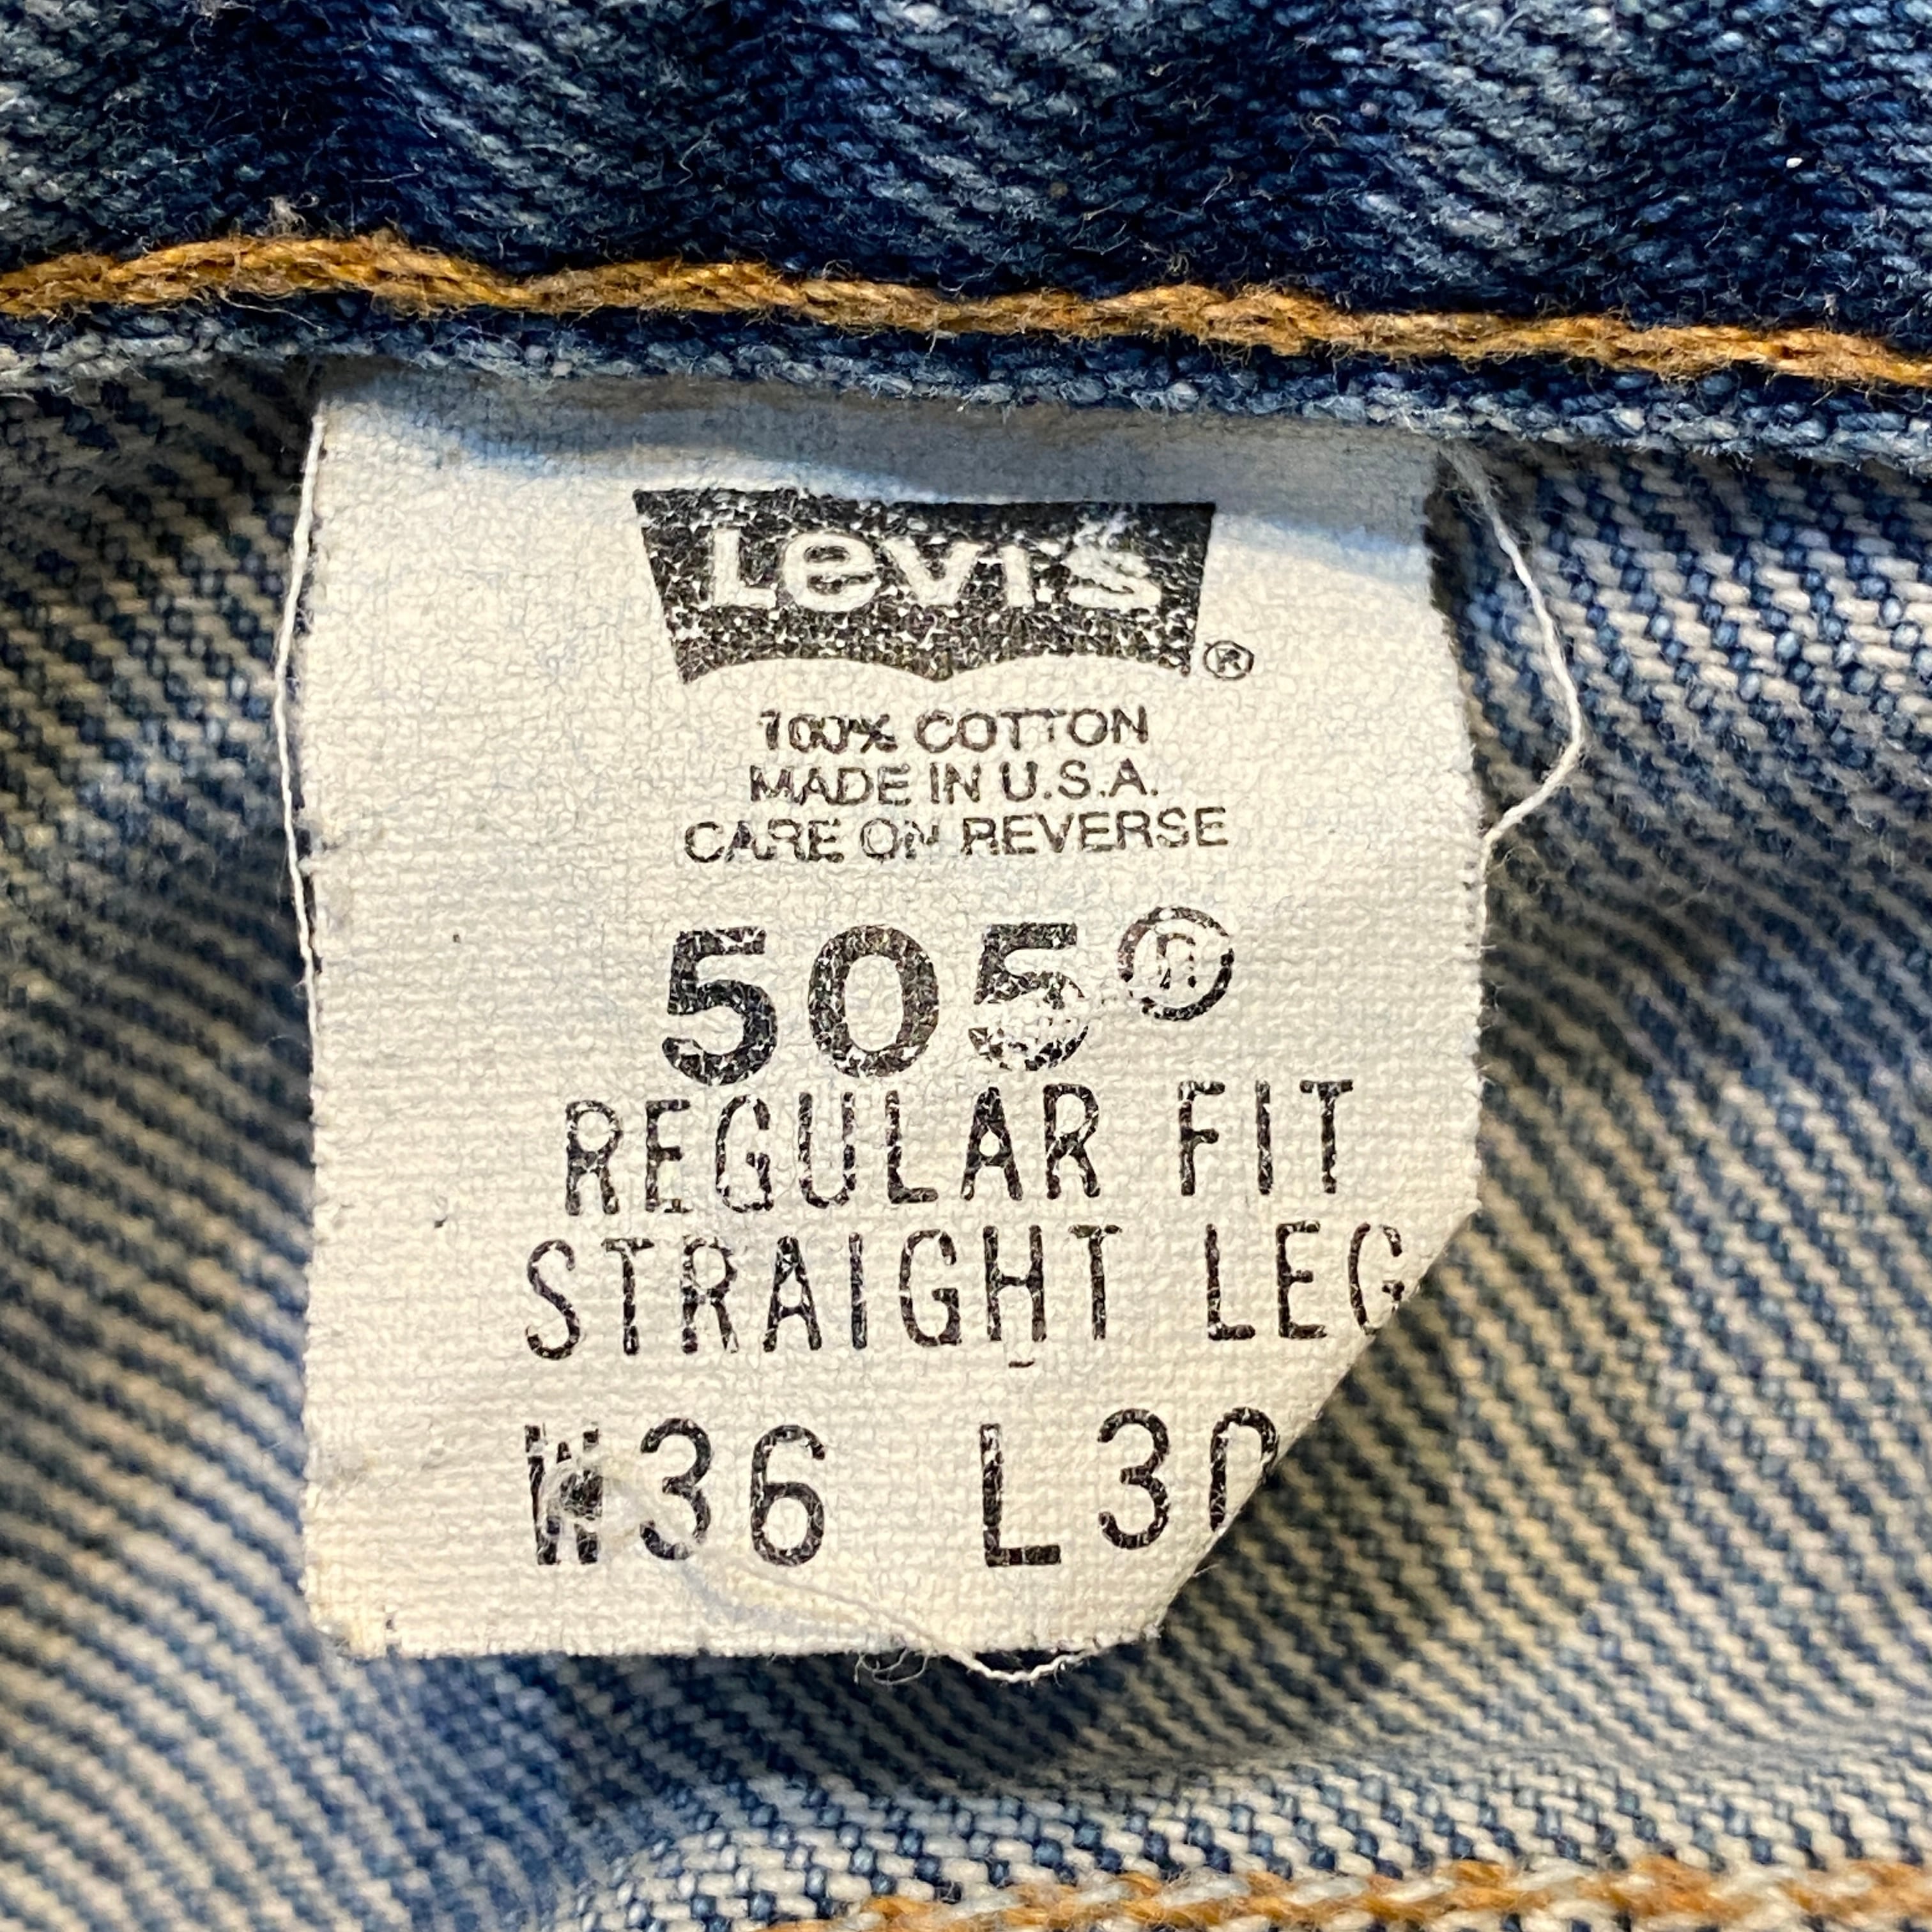 Levi's ®
100% COTTON
MADE IN U.S.A.
CARE ON REVERSE
505®
REGULAR FIT
STRAIGHT LEG
W36 L30